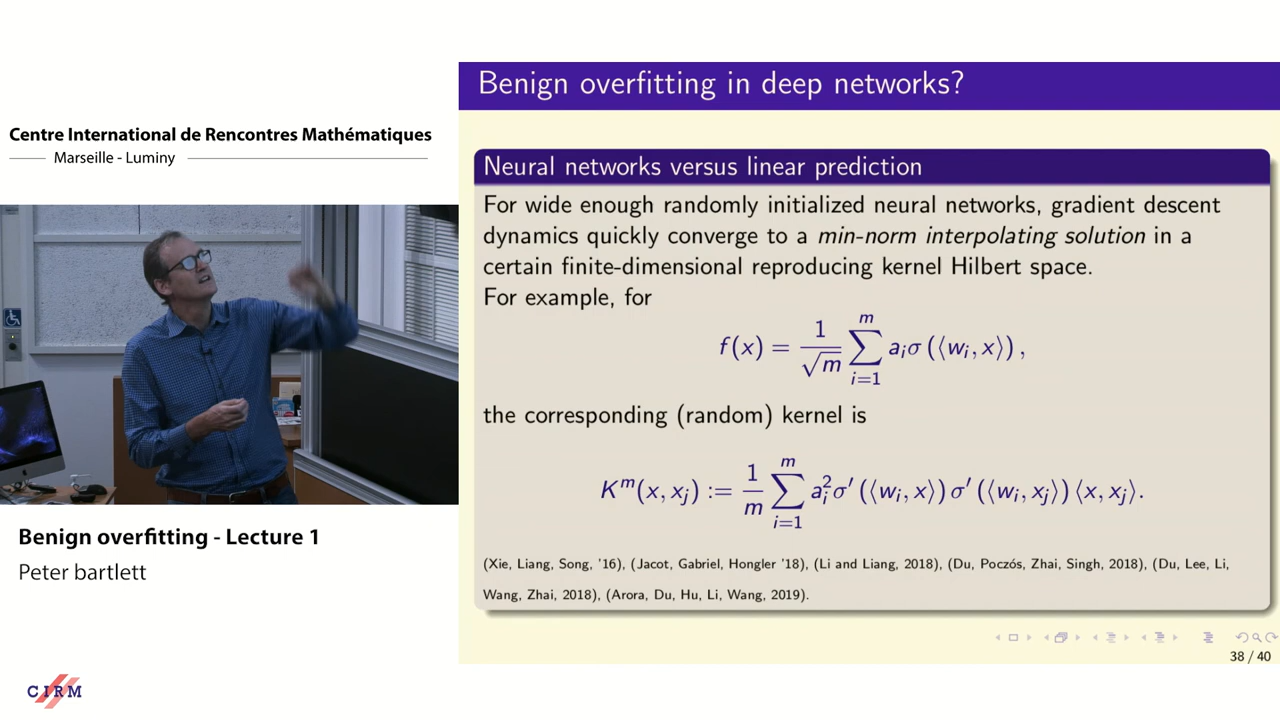 Centre International de Rencontres Mathématiques
Marseille - Luminy
Benign overfitting - Lecture 1
Peter bartlett
CIRM
Benign overfitting in deep networks?
Neural networks versus linear prediction
For wide enough randomly initialized neural networks, gradient descent
dynamics quickly converge to a min-norm interpolating solution in a
certain finite-dimensional reproducing kernel Hilbert space.
For example, for
f(x) = \frac{1}{\sqrt{m}} \sum_{i=1}^{m} a_i σ (⟨w_i, x⟩) ,
the corresponding (random) kernel is
K^m(x, x_j) := \frac{1}{m} \sum_{i=1}^{m} a_i^2 σ′ (⟨w_i, x⟩) σ′ (⟨w_i, x_j⟩) ⟨x, x_j⟩.
(Xie, Liang, Song, '16), (Jacot, Gabriel, Hongler '18), (Li and Liang, 2018), (Du, Poczós, Zhai, Singh, 2018), (Du, Lee, Li,
Wang, Zhai, 2018), (Arora, Du, Hu, Li, Wang, 2019).
38 / 40